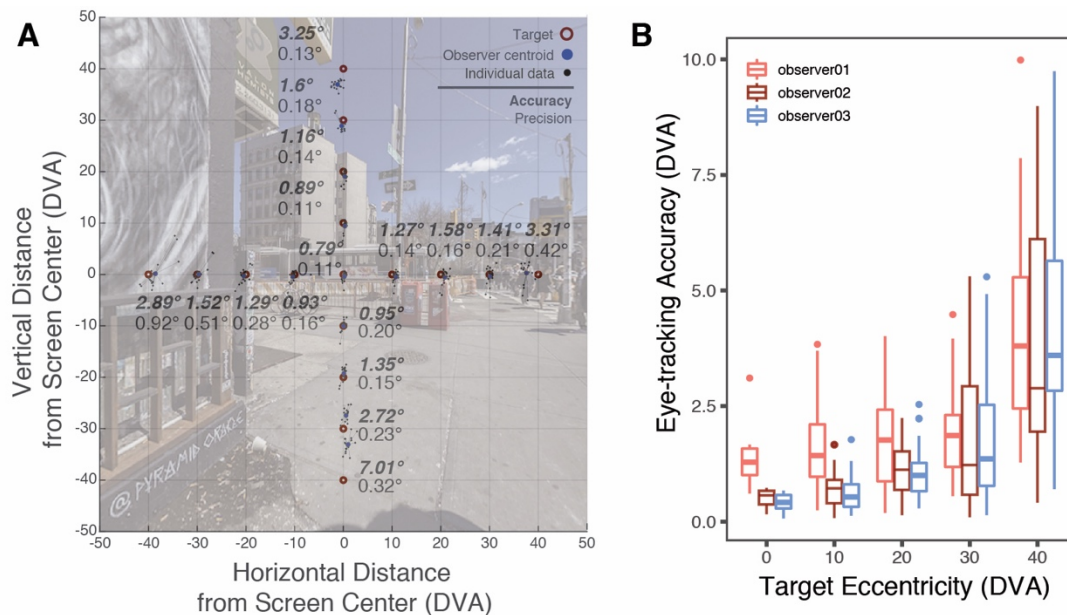 A
50
40
30
20
10
0
-10
-20
-30
-40
-50
Vertical Distance
from Screen Center (DVA)
-50 -40 -30 -20 -10 0 10 20 30 40 50
Horizontal Distance
from Screen Center (DVA)
Target
Observer centroid
Individual data
Accuracy
Precision
3.25°
0.13°
1.6°
0.18°
1.16°
0.14°
0.89°
0.11°
0.79°
0.11°
1.27° 1.58° 1.41° 3.31°
0.14° 0.16° 0.21° 0.42°
2.89° 1.52° 1.29° 0.93°
0.92° 0.51° 0.28° 0.16°
0.95°
0.20°
1.35°
0.15°
2.72°
0.23°
7.01°
0.32°
@PYRAMID ORACLE
B
observer01
observer02
observer03
10.0
7.5
5.0
2.5
0.0
Eye-tracking Accuracy (DVA)
0 10 20 30 40
Target Eccentricity (DVA)